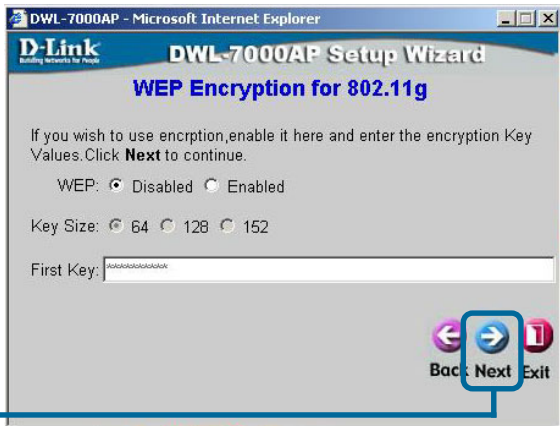 DWL-7000AP - Microsoft Internet Explorer
D-Link
Building Networks for People
DWL-7000AP Setup Wizard
WEP Encryption for 802.11g
If you wish to use encrption,enable it here and enter the encryption Key
Values.Click Next to continue.
WEP: Disabled Enabled
Key Size: 64 128 152
First Key: **********
Back Next Exit